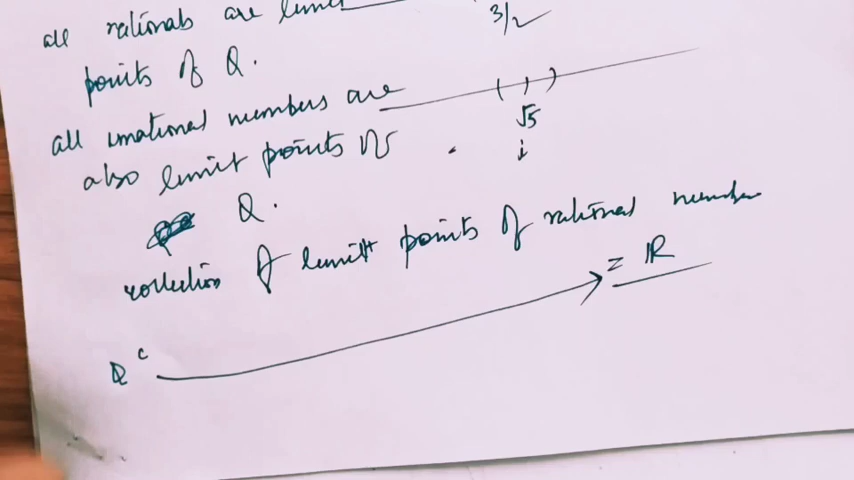 all rationals are limit
points of Q.
3/2
all irrational numbers are
also limit points of
Q.
√5
i
collection of limit points of rational number
= ℝ
Q^c